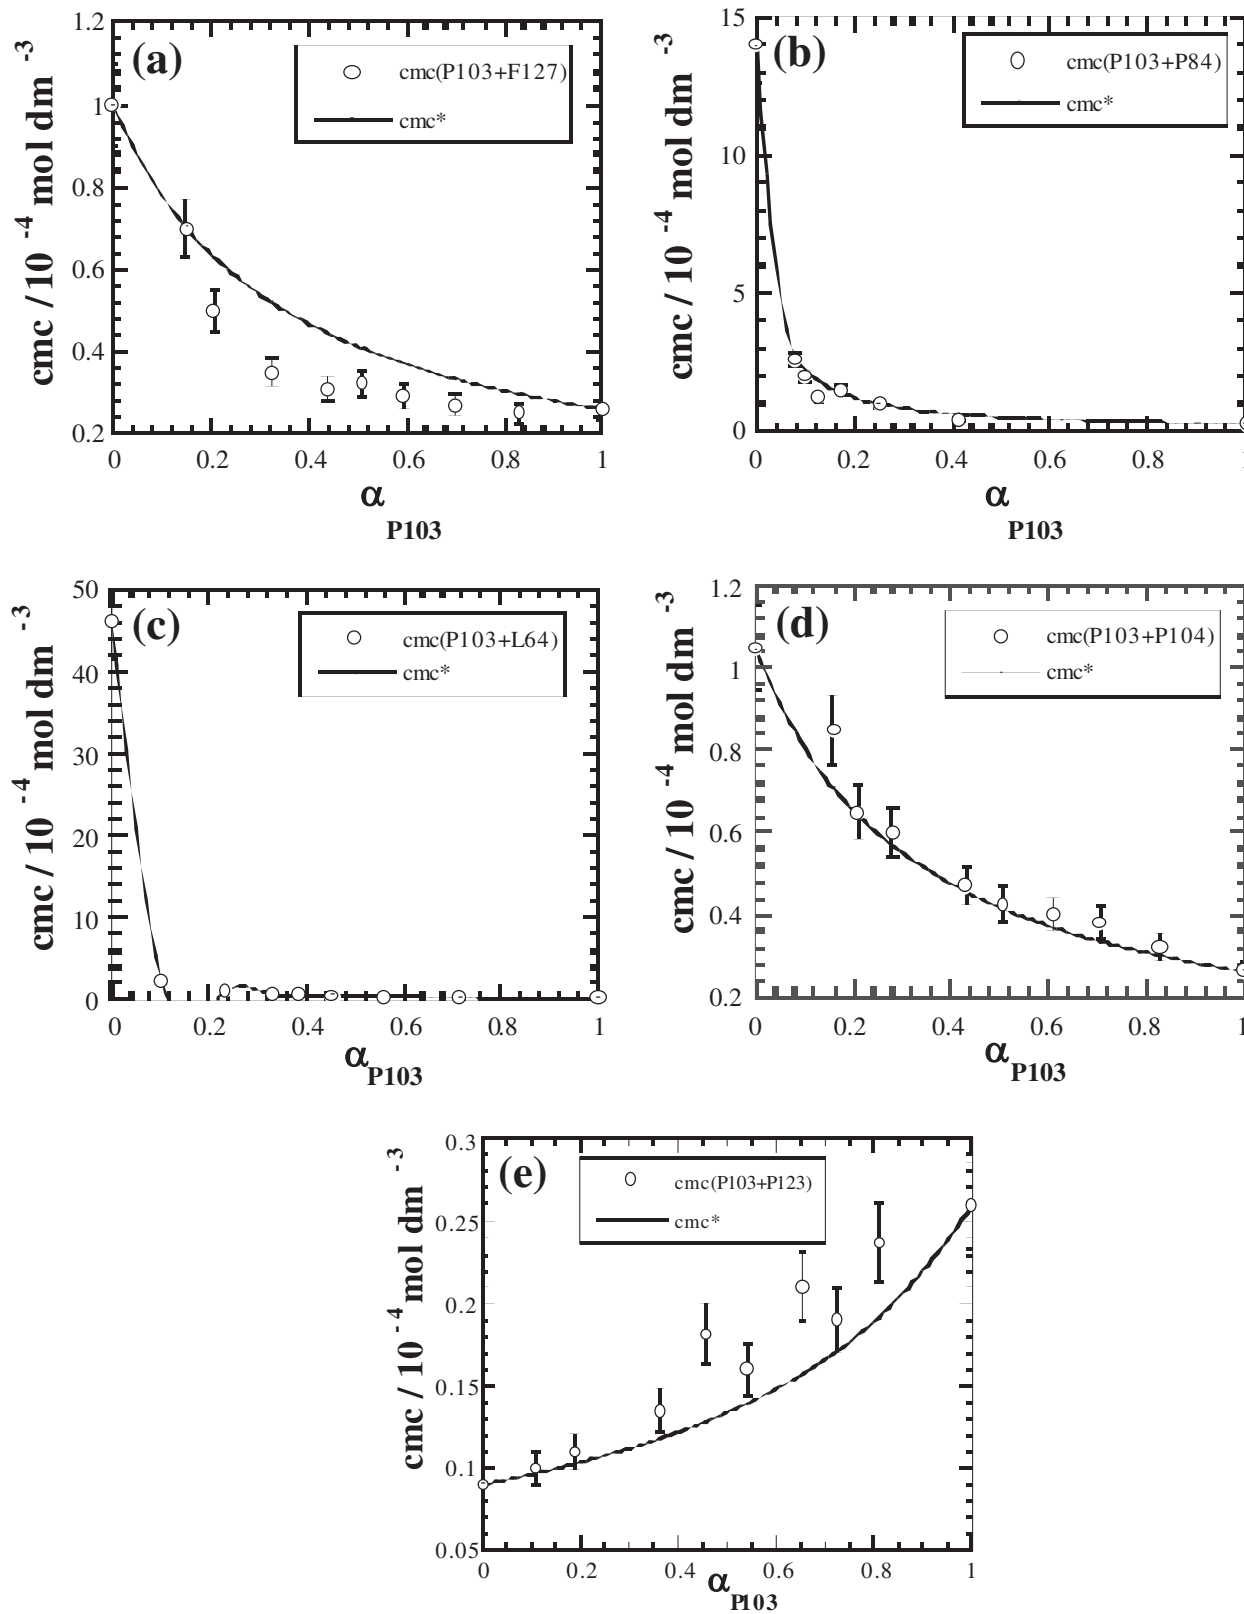 (a)
cmc(P103+F127)
cmc*
1.2
1
0.8
0.6
0.4
0.2
cmc / 10 -4 mol dm -3
0 0.2 0.4 0.6 0.8 1
α P103
(b)
cmc(P103+P84)
cmc*
15
10
5
0
cmc / 10 -4 mol dm -3
0 0.2 0.4 0.6 0.8 1
α P103
(c)
cmc(P103+L64)
cmc*
50
40
30
20
10
0
cmc / 10 -4 mol dm -3
0 0.2 0.4 0.6 0.8 1
α P103
(d)
cmc(P103+P104)
cmc*
1.2
1
0.8
0.6
0.4
0.2
cmc / 10 -4 mol dm -3
0 0.2 0.4 0.6 0.8 1
α P103
(e)
cmc(P103+P123)
cmc*
0.3
0.25
0.2
0.15
0.1
0.05
cmc / 10 -4 mol dm -3
0 0.2 0.4 0.6 0.8 1
α P103